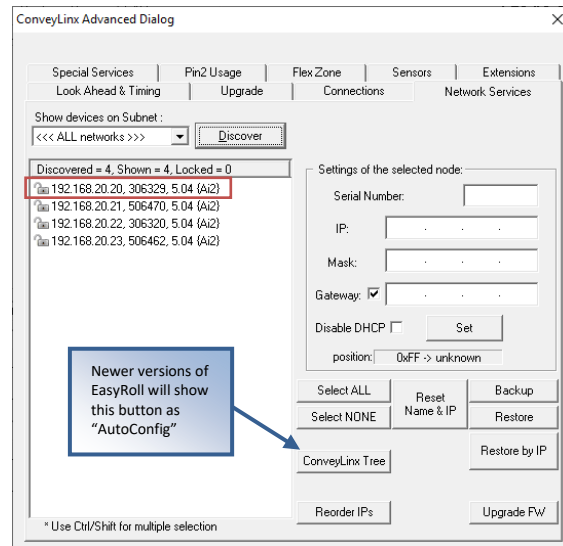 ConveyLinx Advanced Dialog
Special Services
Pin2 Usage
Flex Zone
Sensors
Extensions
Look Ahead & Timing
Upgrade
Connections
Network Services
Show devices on Subnet :
<<< ALL networks >>>
Discover
Discovered = 4, Shown = 4, Locked = 0
192.168.20.20, 306329, 5.04 {Ai2}
192.168.20.21, 506470, 5.04 {Ai2}
192.168.20.22, 306320, 5.04 {Ai2}
192.168.20.23, 506462, 5.04 {Ai2}
Newer versions of
EasyRoll will show
this button as
“AutoConfig”
* Use Ctrl/Shift for multiple selection
Settings of the selected node:
Serial Number:
IP:
Mask:
Gateway:
Disable DHCP
Set
position:
0xFF -> unknown
Select ALL
Reset
Name & IP
Backup
Select NONE
Restore
ConveyLinx Tree
Restore by IP
Reorder IPs
Upgrade FW